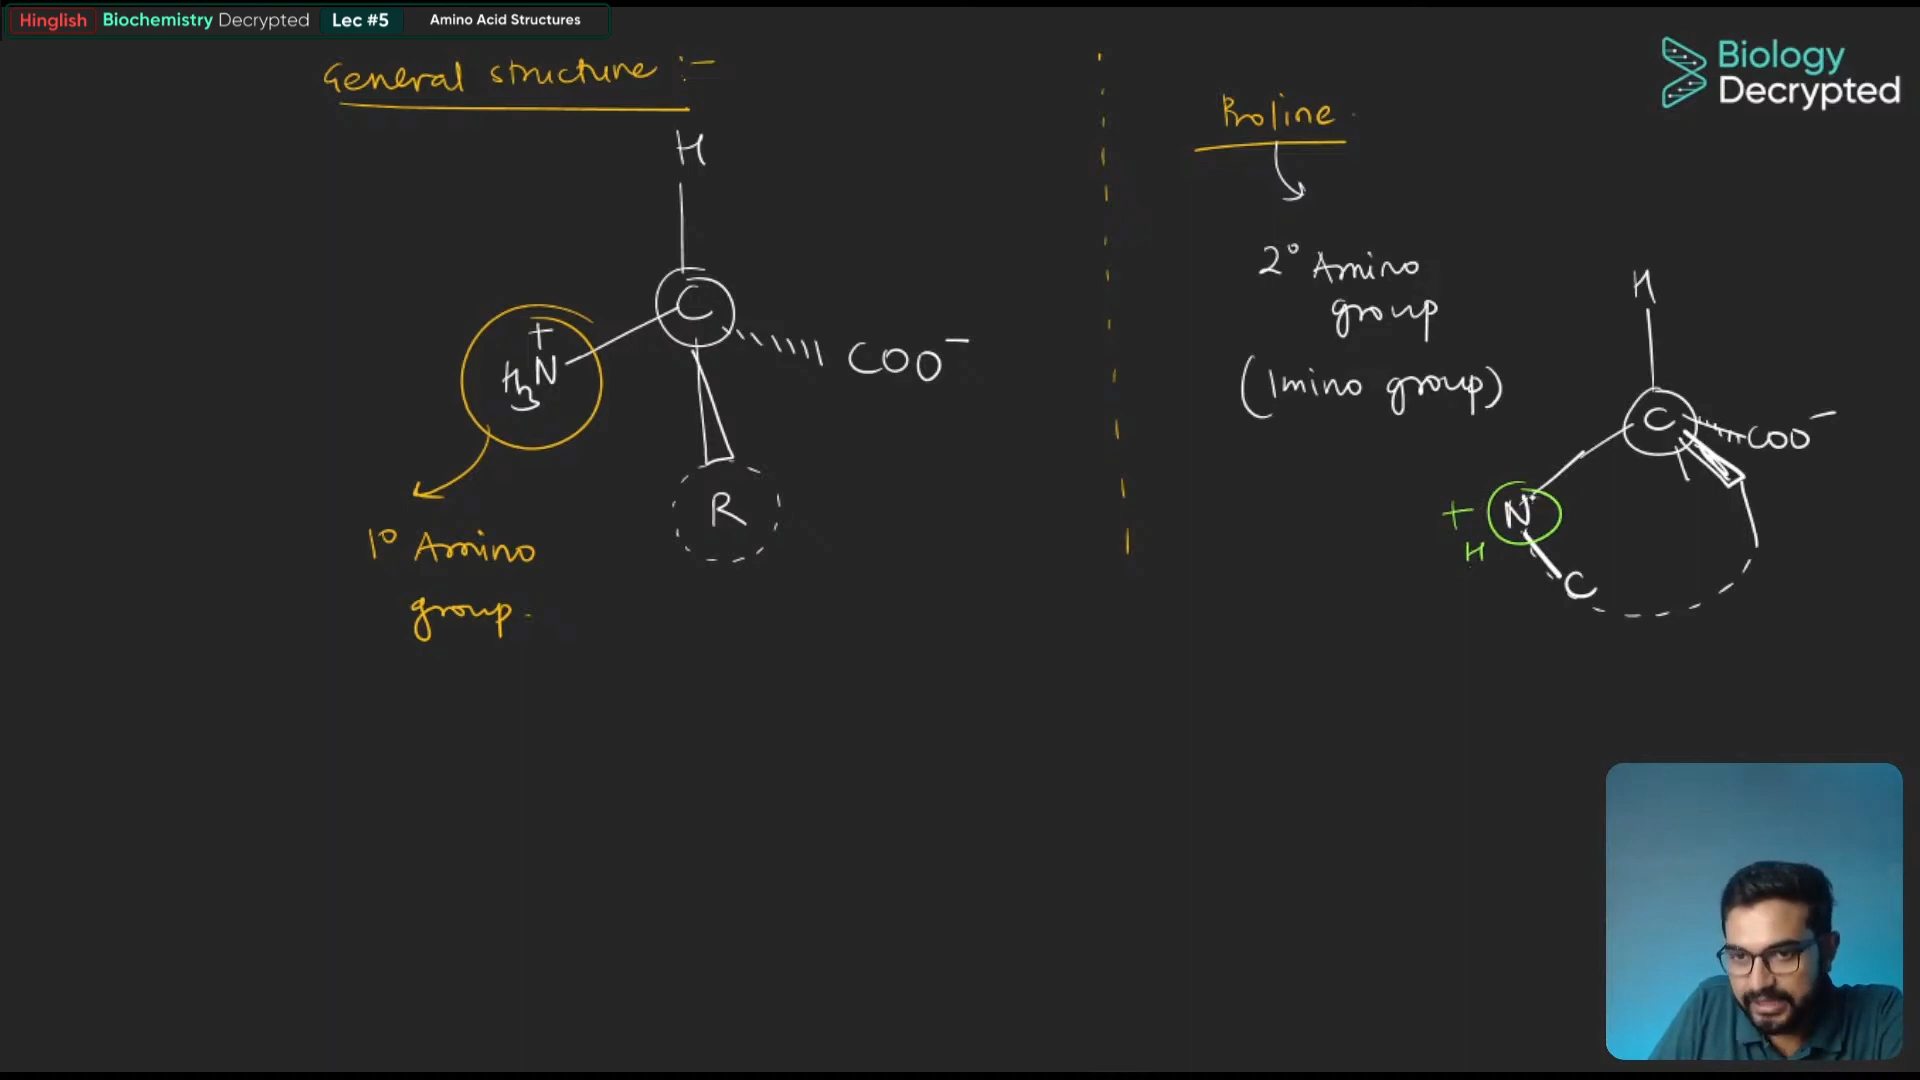 Hinglish Biochemistry Decrypted Lec #5 Amino Acid Structures
Biology
Decrypted
General structure :-
H
C
H3N+
COO-
R
1° Amino
group.
Proline.
2° Amino
group
(Imino group)
H
C
COO-
+
N
H
C